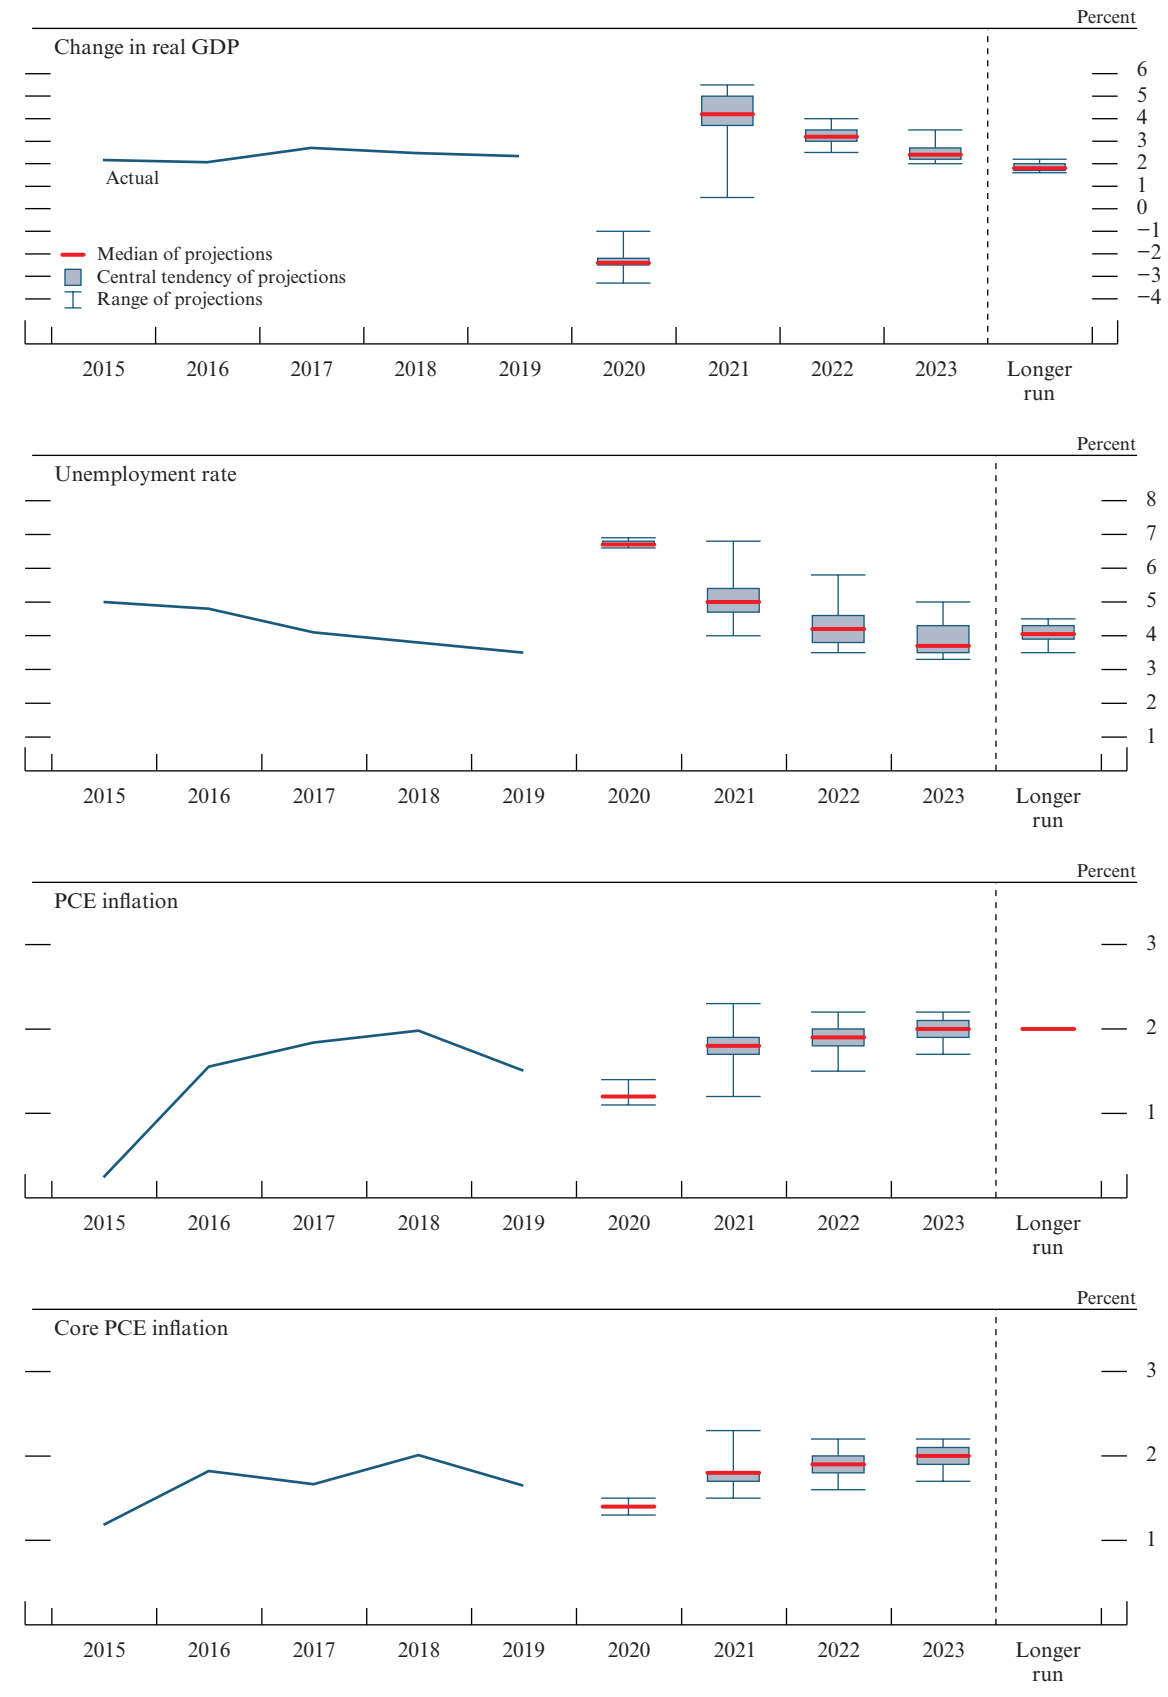 Percent
Change in real GDP
6
5
4
3
2
1
0
−1
−2
−3
−4
Actual
Median of projections
Central tendency of projections
Range of projections
2015 2016 2017 2018 2019 2020 2021 2022 2023 Longer
run
Percent
Unemployment rate
8
7
6
5
4
3
2
1
2015 2016 2017 2018 2019 2020 2021 2022 2023 Longer
run
Percent
PCE inflation
3
2
1
2015 2016 2017 2018 2019 2020 2021 2022 2023 Longer
run
Percent
Core PCE inflation
3
2
1
2015 2016 2017 2018 2019 2020 2021 2022 2023 Longer
run